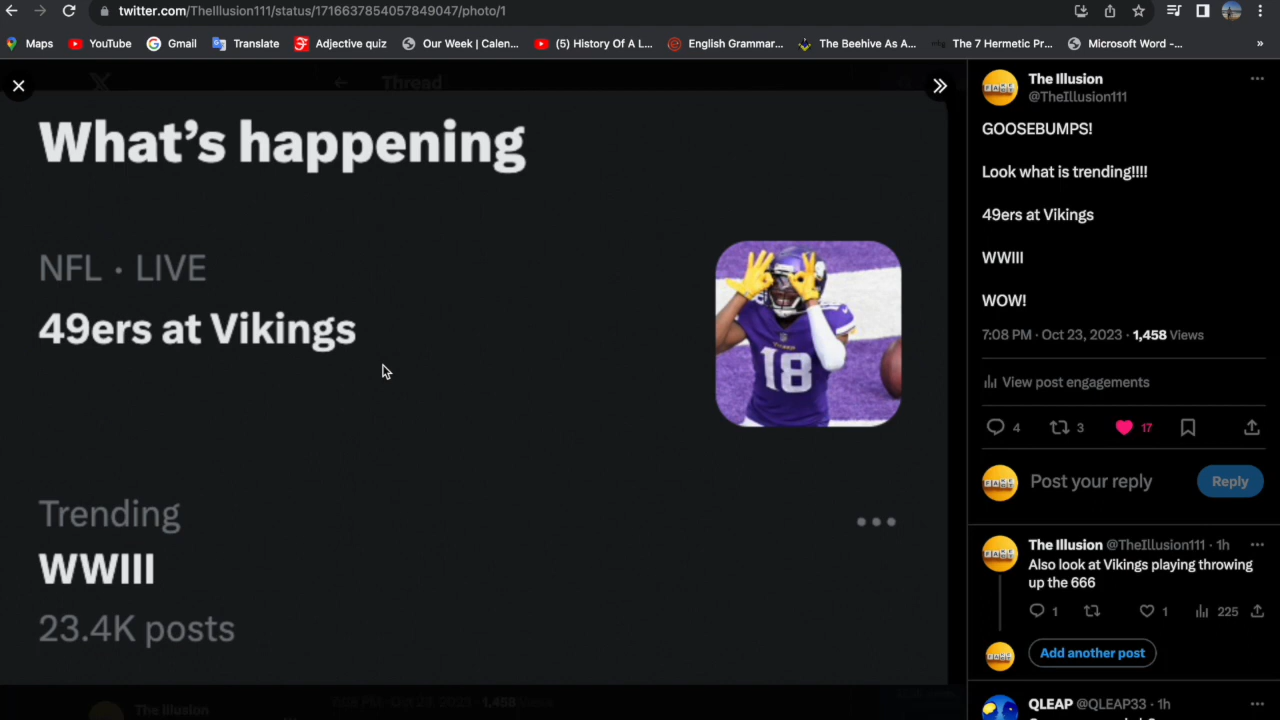 twitter.com/TheIllusion111/status/1716637854057849047/photo/1
Maps YouTube Gmail Translate Adjective quiz Our Week | Calen... (5) History Of A L... English Grammar... The Beehive As A... The 7 Hermetic Pr... Microsoft Word -... »
Thread
What's happening
NFL · LIVE
49ers at Vikings
18
Trending
WWIII
23.4K posts
The Illusion
@TheIllusion111
GOOSEBUMPS!
Look what is trending!!!!
49ers at Vikings
WWIII
WOW!
7:08 PM · Oct 23, 2023 · 1,458 Views
View post engagements
4 3 17
Post your reply Reply
The Illusion @TheIllusion111 · 1h
Also look at Vikings playing throwing
up the 666
1 1 225
Add another post
QLEAP @QLEAP33 · 1h
The Illusion